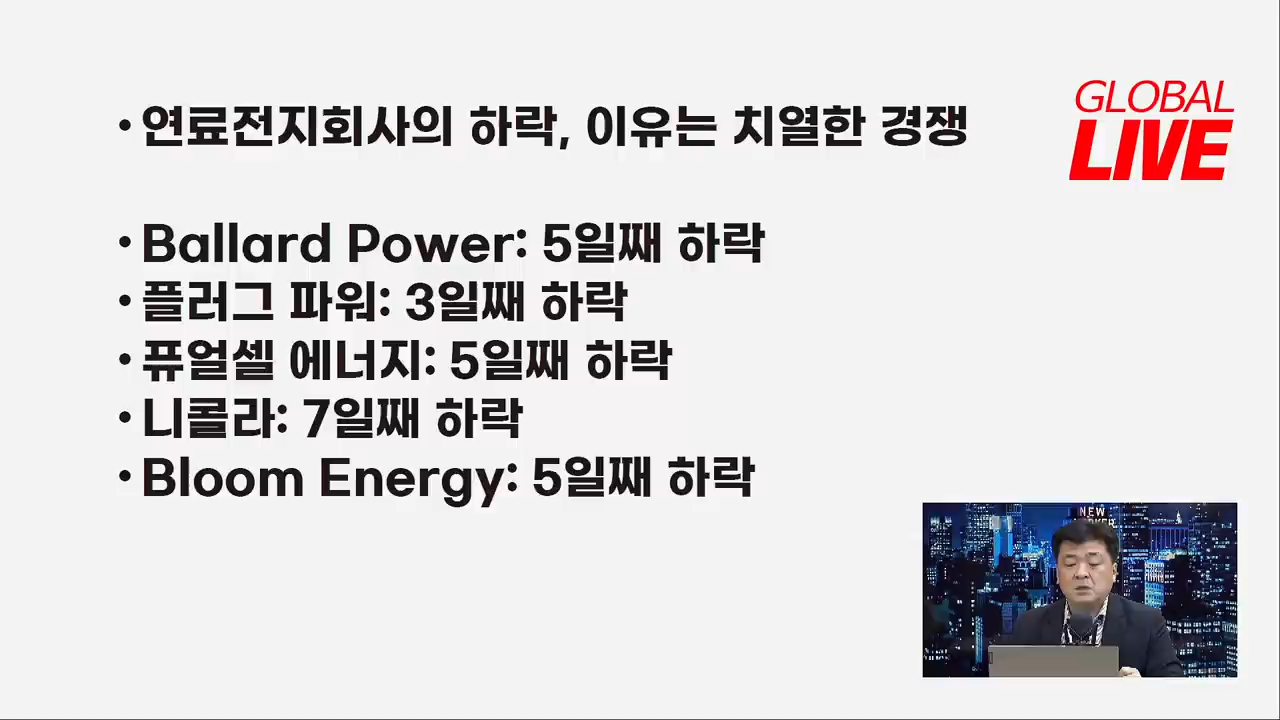 • 연료전지회사의 하락, 이유는 치열한 경쟁
GLOBAL
LIVE
• Ballard Power: 5일째 하락
• 플러그 파워: 3일째 하락
• 퓨얼셀 에너지: 5일째 하락
• 니콜라: 7일째 하락
• Bloom Energy: 5일째 하락
NEW